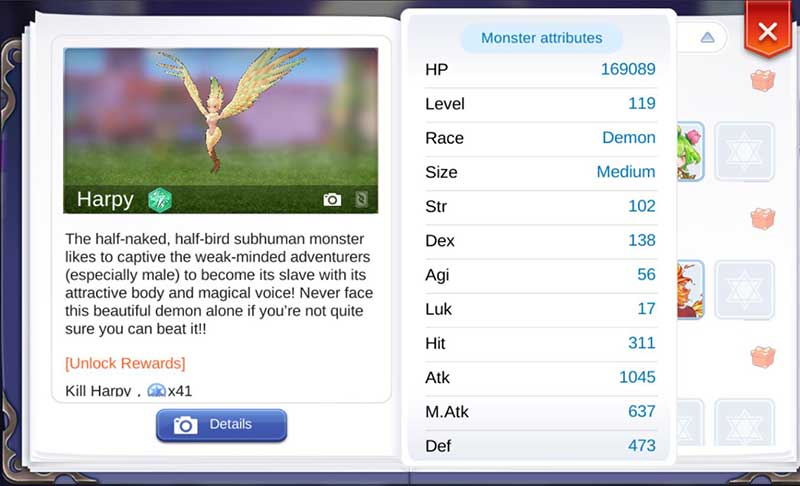 Harpy
The half-naked, half-bird subhuman monster
likes to captive the weak-minded adventurers
(especially male) to become its slave with its
attractive body and magical voice! Never face
this beautiful demon alone if you're not quite
sure you can beat it!!
[Unlock Rewards]
Kill Harpy , x41
Details
Monster attributes
HP 169089
Level 119
Race Demon
Size Medium
Str 102
Dex 138
Agi 56
Luk 17
Hit 311
Atk 1045
M.Atk 637
Def 473